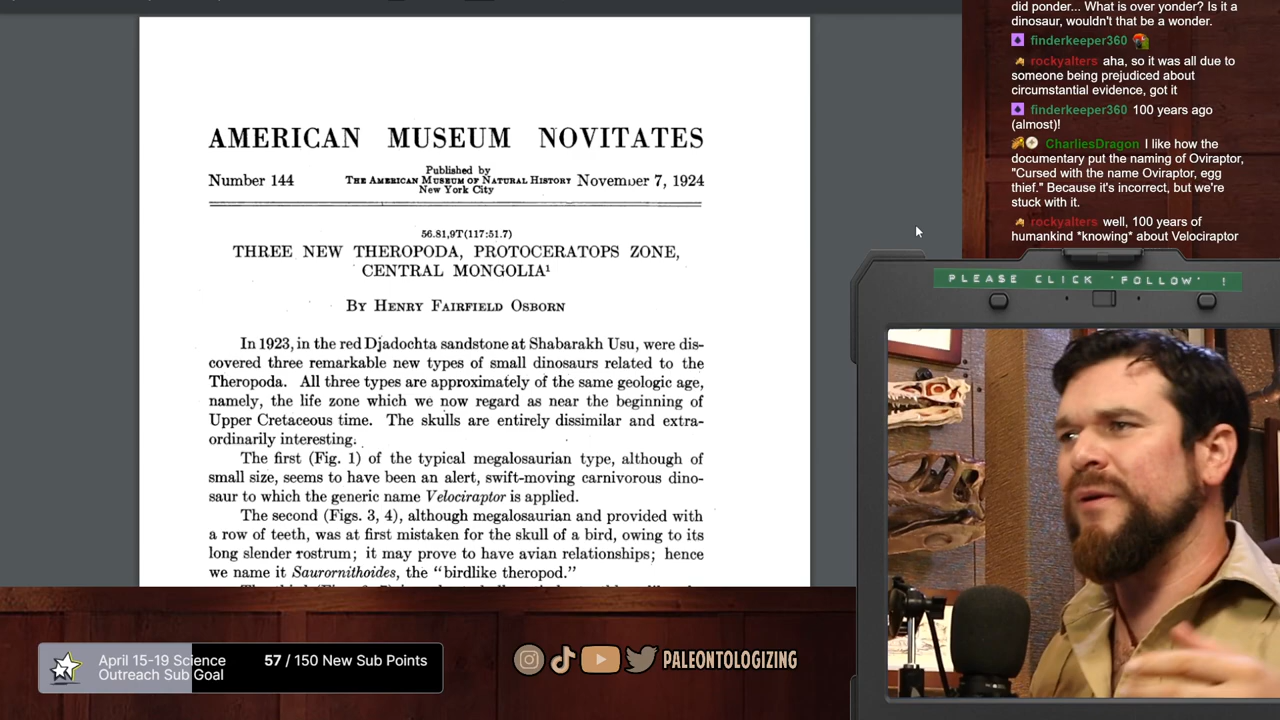 AMERICAN MUSEUM NOVITATES
Published by
Number 144 THE AMERICAN MUSEUM OF NATURAL HISTORY November 7, 1924
New York City
56.81,9T(117:51.7)
THREE NEW THEROPODA, PROTOCERATOPS ZONE,
CENTRAL MONGOLIA¹
BY HENRY FAIRFIELD OSBORN
In 1923, in the red Djadochta sandstone at Shabarakh Usu, were dis-
covered three remarkable new types of small dinosaurs related to the
Theropoda. All three types are approximately of the same geologic age,
namely, the life zone which we now regard as near the beginning of
Upper Cretaceous time. The skulls are entirely dissimilar and extra-
ordinarily interesting.
The first (Fig. 1) of the typical megalosaurian type, although of
small size, seems to have been an alert, swift-moving carnivorous dino-
saur to which the generic name Velociraptor is applied.
The second (Figs. 3, 4), although megalosaurian and provided with
a row of teeth, was at first mistaken for the skull of a bird, owing to its
long slender rostrum; it may prove to have avian relationships; hence
we name it Saurornithoides, the "birdlike theropod."
did ponder... What is over yonder? Is it a
dinosaur, wouldn't that be a wonder.
finderkeeper360
rockyalters aha, so it was all due to
someone being prejudiced about
circumstantial evidence, got it
finderkeeper360 100 years ago
(almost)!
CharliesDragon I like how the
documentary put the naming of Oviraptor,
"Cursed with the name Oviraptor, egg
thief." Because it's incorrect, but we're
stuck with it.
rockyalters well, 100 years of
humankind *knowing* about Velociraptor
PLEASE CLICK 'FOLLOW' !
April 15-19 Science 57 / 150 New Sub Points
Outreach Sub Goal
PALEONTOLOGIZING